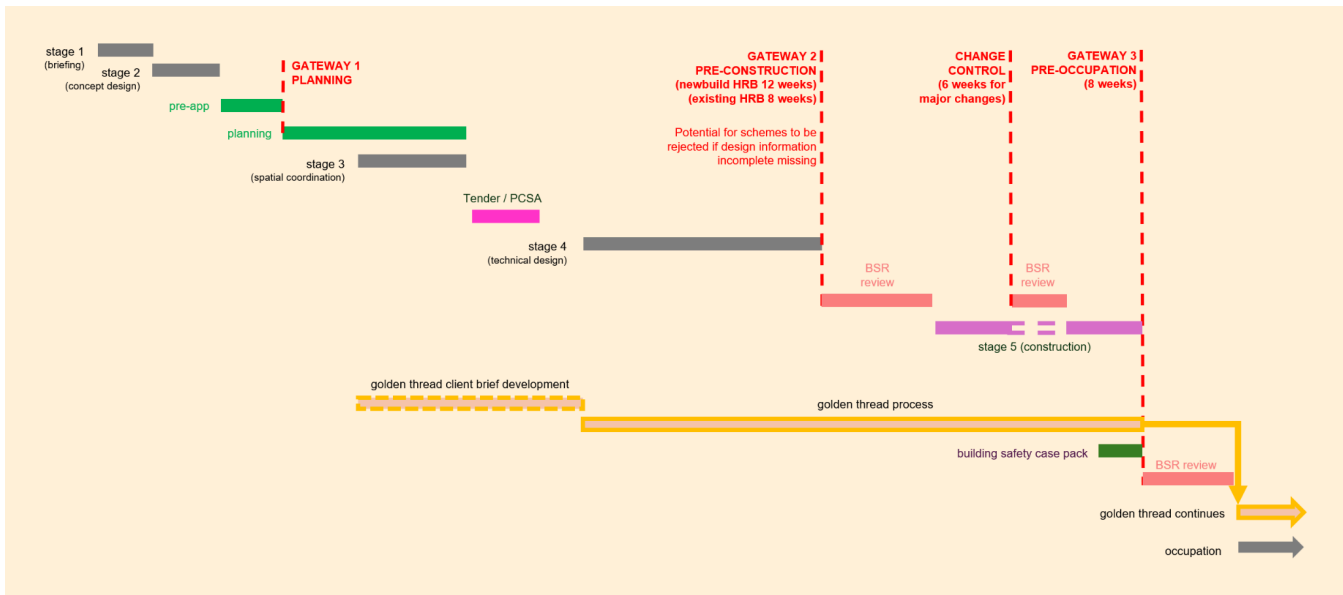 stage 1
(briefing)
stage 2
(concept design)
pre-app
GATEWAY 1
PLANNING
planning
stage 3
(spatial coordination)
Tender / PCSA
stage 4
(technical design)
GATEWAY 2
PRE-CONSTRUCTION
(newbuild HRB 12 weeks)
(existing HRB 8 weeks)
Potential for schemes to be
rejected if design information
incomplete missing
CHANGE
CONTROL
(6 weeks for
major changes)
GATEWAY 3
PRE-OCCUPATION
(8 weeks)
BSR
review
BSR
review
stage 5 (construction)
golden thread client brief development
golden thread process
building safety case pack
BSR review
golden thread continues
occupation